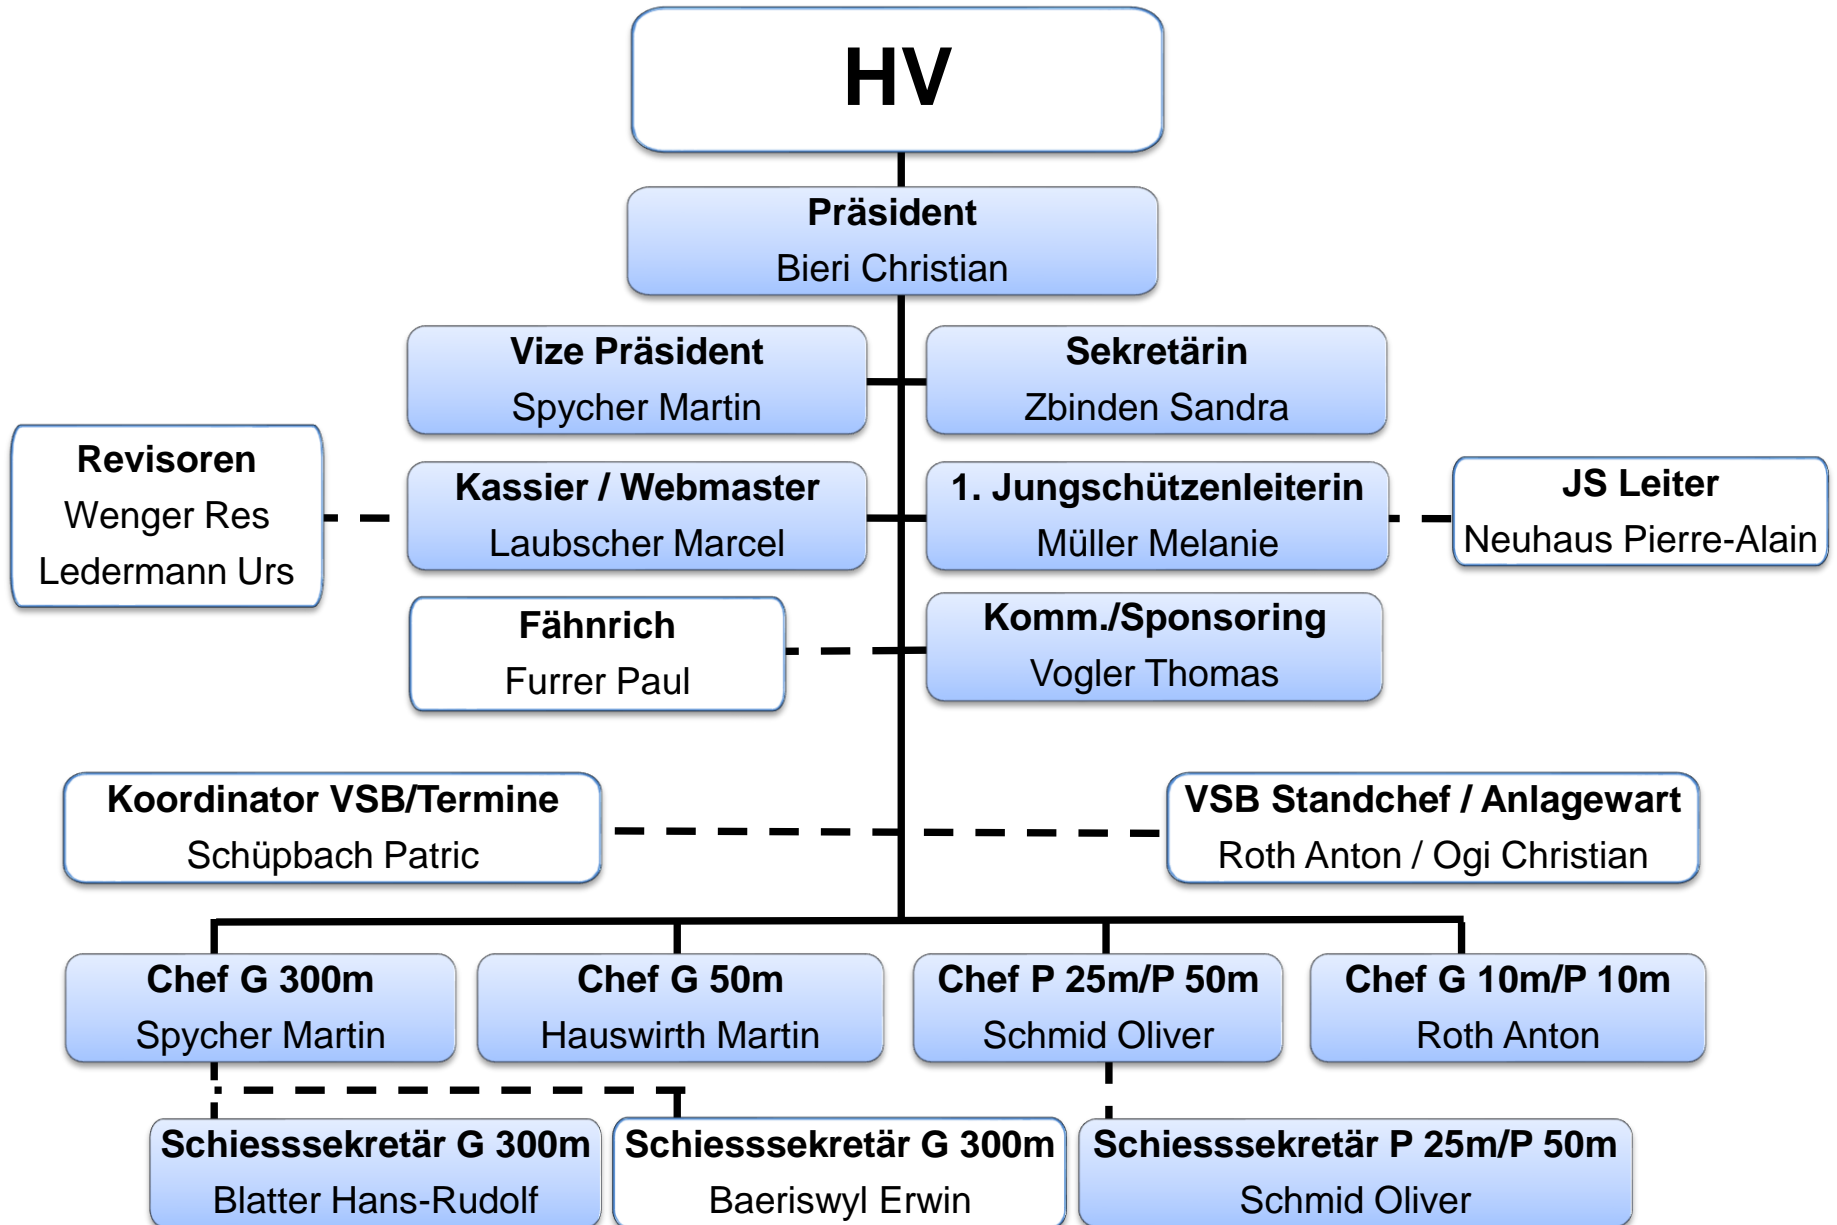 HV
Präsident
Bieri Christian
Vize Präsident
Spycher Martin
Sekretärin
Zbinden Sandra
Revisoren
Wenger Res
Ledermann Urs
Kassier / Webmaster
Laubscher Marcel
1. Jungschützenleiterin
Müller Melanie
JS Leiter
Neuhaus Pierre-Alain
Fähnrich
Furrer Paul
Komm./Sponsoring
Vogler Thomas
Koordinator VSB/Termine
Schüpbach Patric
VSB Standchef / Anlagewart
Roth Anton / Ogi Christian
Chef G 300m
Spycher Martin
Chef G 50m
Hauswirth Martin
Chef P 25m/P 50m
Schmid Oliver
Chef G 10m/P 10m
Roth Anton
Schiesssekretär G 300m
Blatter Hans-Rudolf
Schiesssekretär G 300m
Baeriswyl Erwin
Schiesssekretär P 25m/P 50m
Schmid Oliver